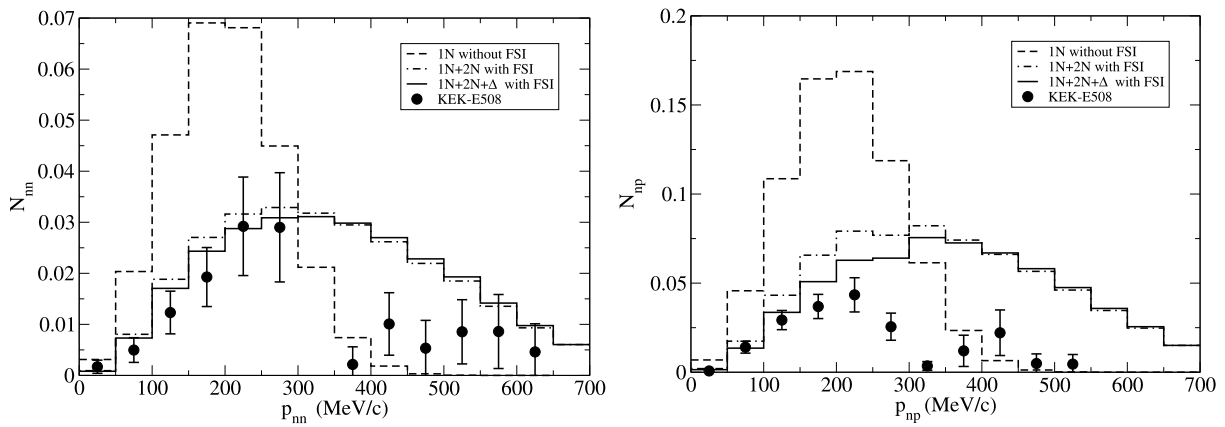 0.07
0.06
0.05
0.04
0.03
0.02
0.01
0
N_nn
0 100 200 300 400 500 600 700
p_nn (MeV/c)
1N without FSI
1N+2N with FSI
1N+2N+Δ with FSI
KEK-E508
0.2
0.15
0.1
0.05
0
N_np
0 100 200 300 400 500 600 700
p_np (MeV/c)
1N without FSI
1N+2N with FSI
1N+2N+Δ with FSI
KEK-E508